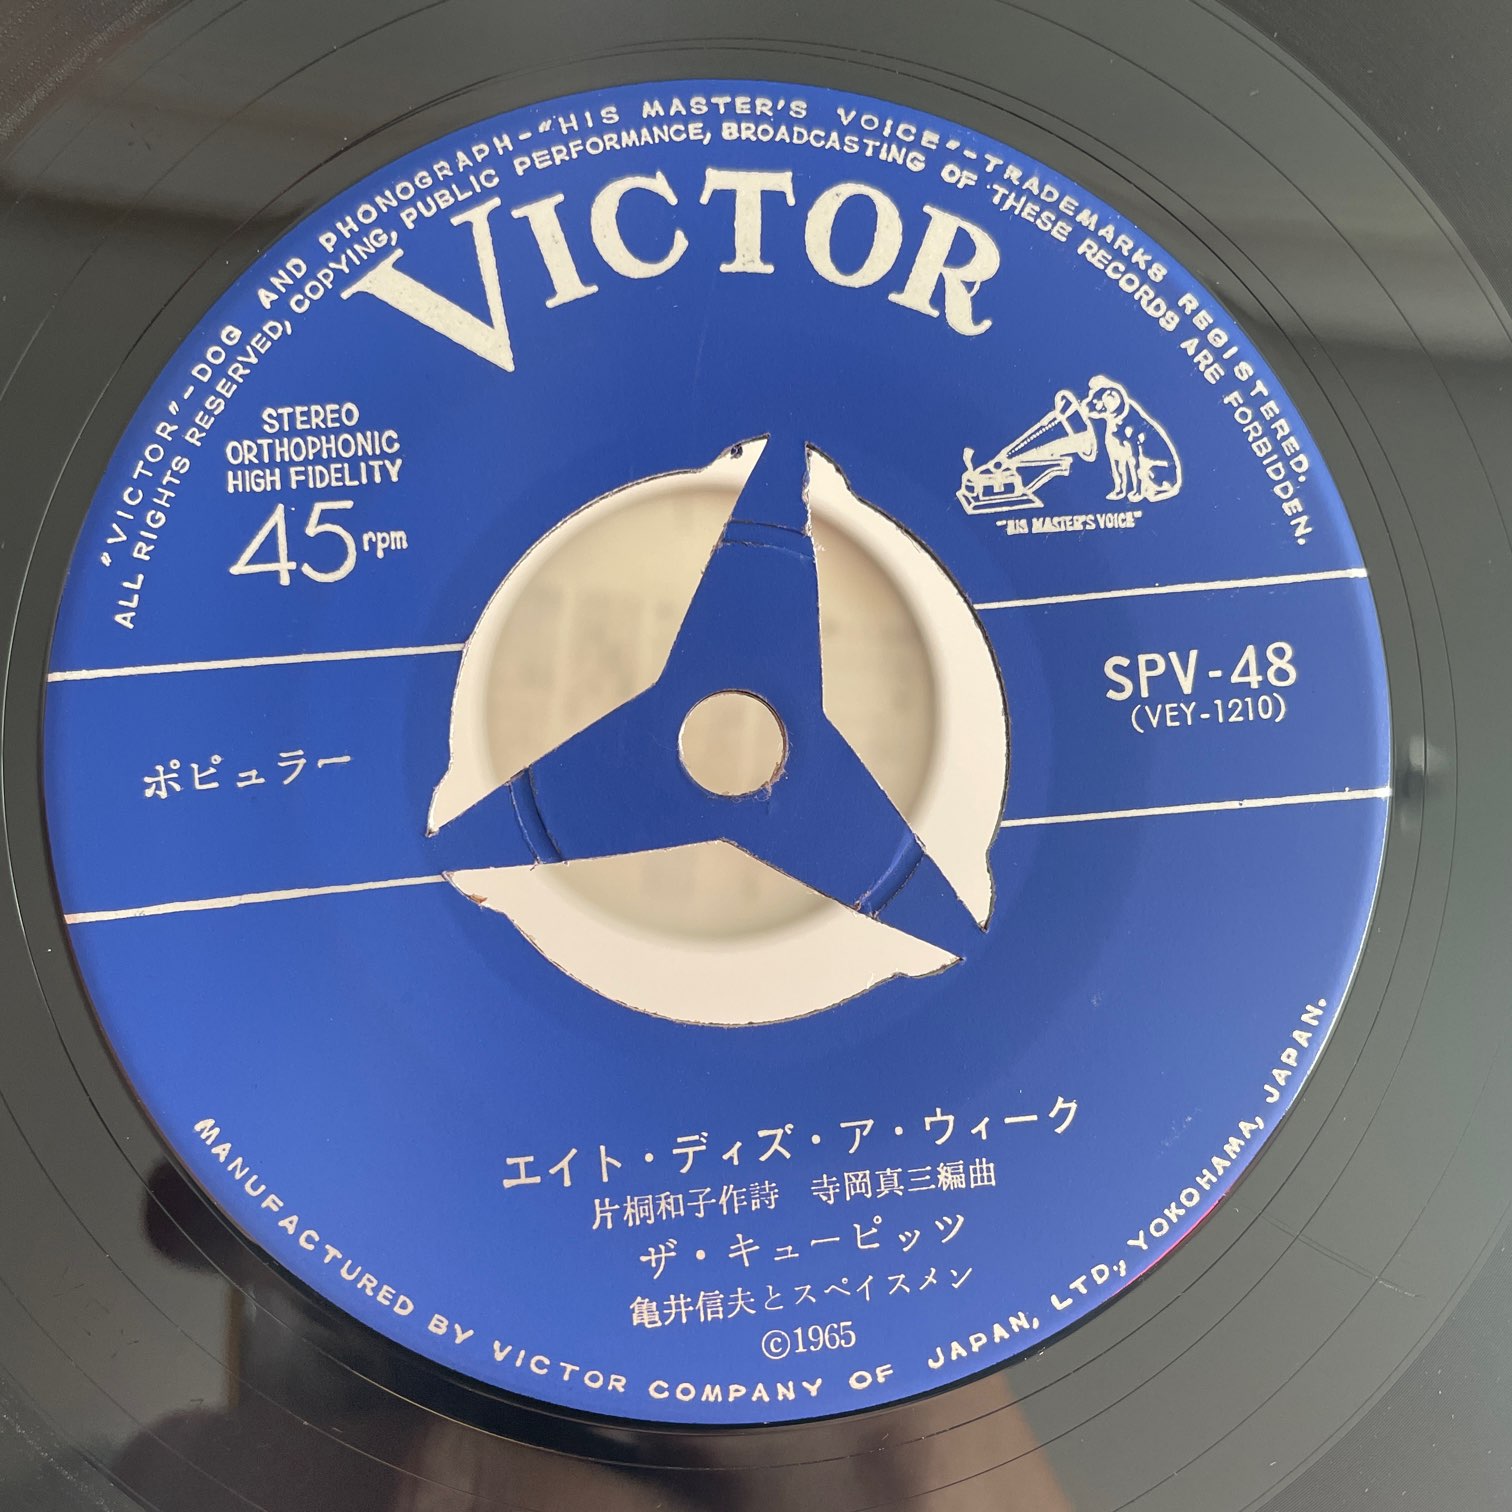 "VICTOR"-DOG AND PHONOGRAPH-"HIS MASTER'S VOICE"-TRADEMARKS REGISTERED.
ALL RIGHTS RESERVED, COPYING, PUBLIC PERFORMANCE, BROADCASTING OF THESE RECORDS ARE FORBIDDEN.
VICTOR
STEREO
ORTHOPHONIC
HIGH FIDELITY
45rpm
"HIS MASTER'S VOICE"
SPV-48
(VEY-1210)
ポピュラー
エイト・ディズ・ア・ウィーク
片桐和子作詩 寺岡真三編曲
ザ・キューピッツ
亀井信夫とスペイスメン
©1965
MANUFACTURED BY VICTOR COMPANY OF JAPAN, LTD., YOKOHAMA, JAPAN.